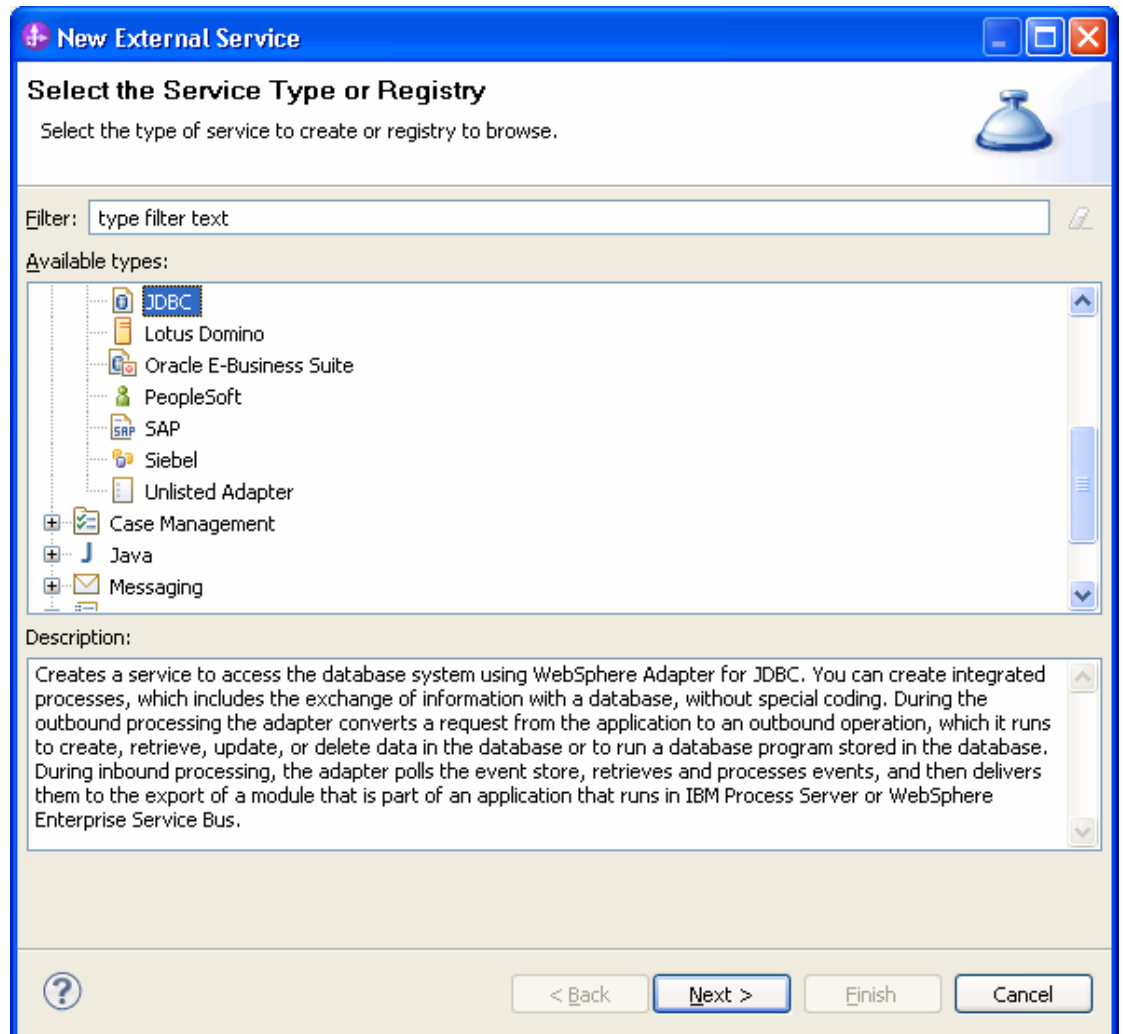 New External Service
Select the Service Type or Registry
Select the type of service to create or registry to browse.
Filter: type filter text
Available types:
JDBC
Lotus Domino
Oracle E-Business Suite
PeopleSoft
SAP
Siebel
Unlisted Adapter
Case Management
J Java
Messaging
Description:
Creates a service to access the database system using WebSphere Adapter for JDBC. You can create integrated
processes, which includes the exchange of information with a database, without special coding. During the
outbound processing the adapter converts a request from the application to an outbound operation, which it runs
to create, retrieve, update, or delete data in the database or to run a database program stored in the database.
During inbound processing, the adapter polls the event store, retrieves and processes events, and then delivers
them to the export of a module that is part of an application that runs in IBM Process Server or WebSphere
Enterprise Service Bus.
? < Back Next > Finish Cancel